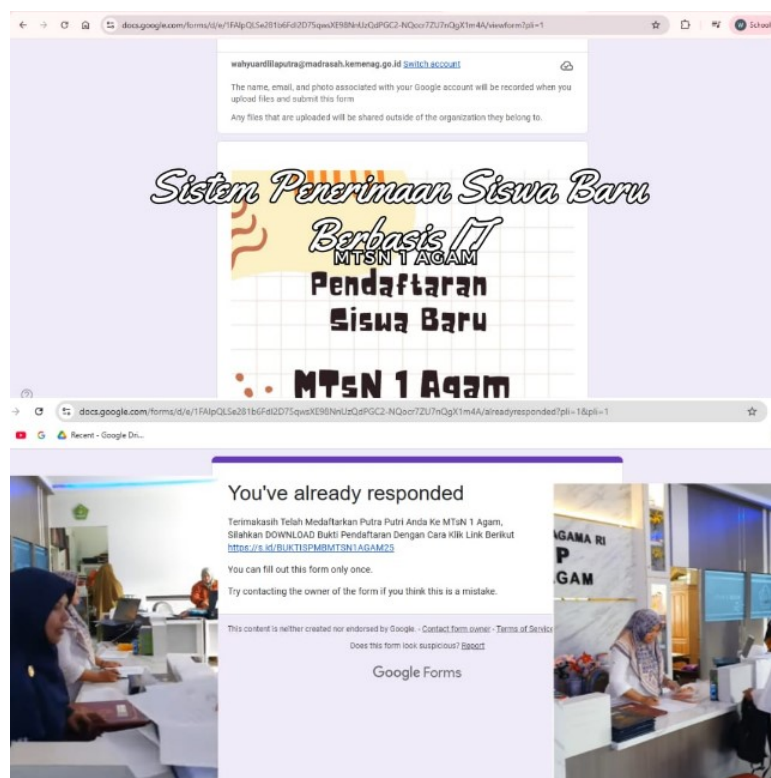 docs.google.com/forms/d/e/1FAIpQLSe281b6FdI2D7SqwsXE98NnUzQdPGC2-NQocr7ZU7nQgX1m4A/viewform?pli=1
School
wahyuardlilaputra@madrasah.kemenag.go.id Switch account
The name, email, and photo associated with your Google account will be recorded when you
upload files and submit this form
Any files that are uploaded will be shared outside of the organization they belong to.
Sistem Penerimaan Siswa Baru
Berbasis IT
MTSN 1 AGAM
Pendaftaran
Siswa Baru
MTsN 1 Agam
docs.google.com/forms/d/e/1FAIpQLSe281b6FdI2D7SqwsXE98NnUzQdPGC2-NQocr7ZU7nQgX1m4A/alreadyresponded?pli=1&pli=1
Recent - Google Dri...
You've already responded
Terimakasih Telah Medaftarkan Putra Putri Anda Ke MTsN 1 Agam,
Silahkan DOWNLOAD Bukti Pendaftaran Dengan Cara Klik Link Berikut
https://s.id/BUKTISPMBMTSN1AGAM25
You can fill out this form only once.
Try contacting the owner of the form if you think this is a mistake.
This content is neither created nor endorsed by Google. - Contact form owner - Terms of Service
Does this form look suspicious? Report
Google Forms
AGAMA RI
P
GAM